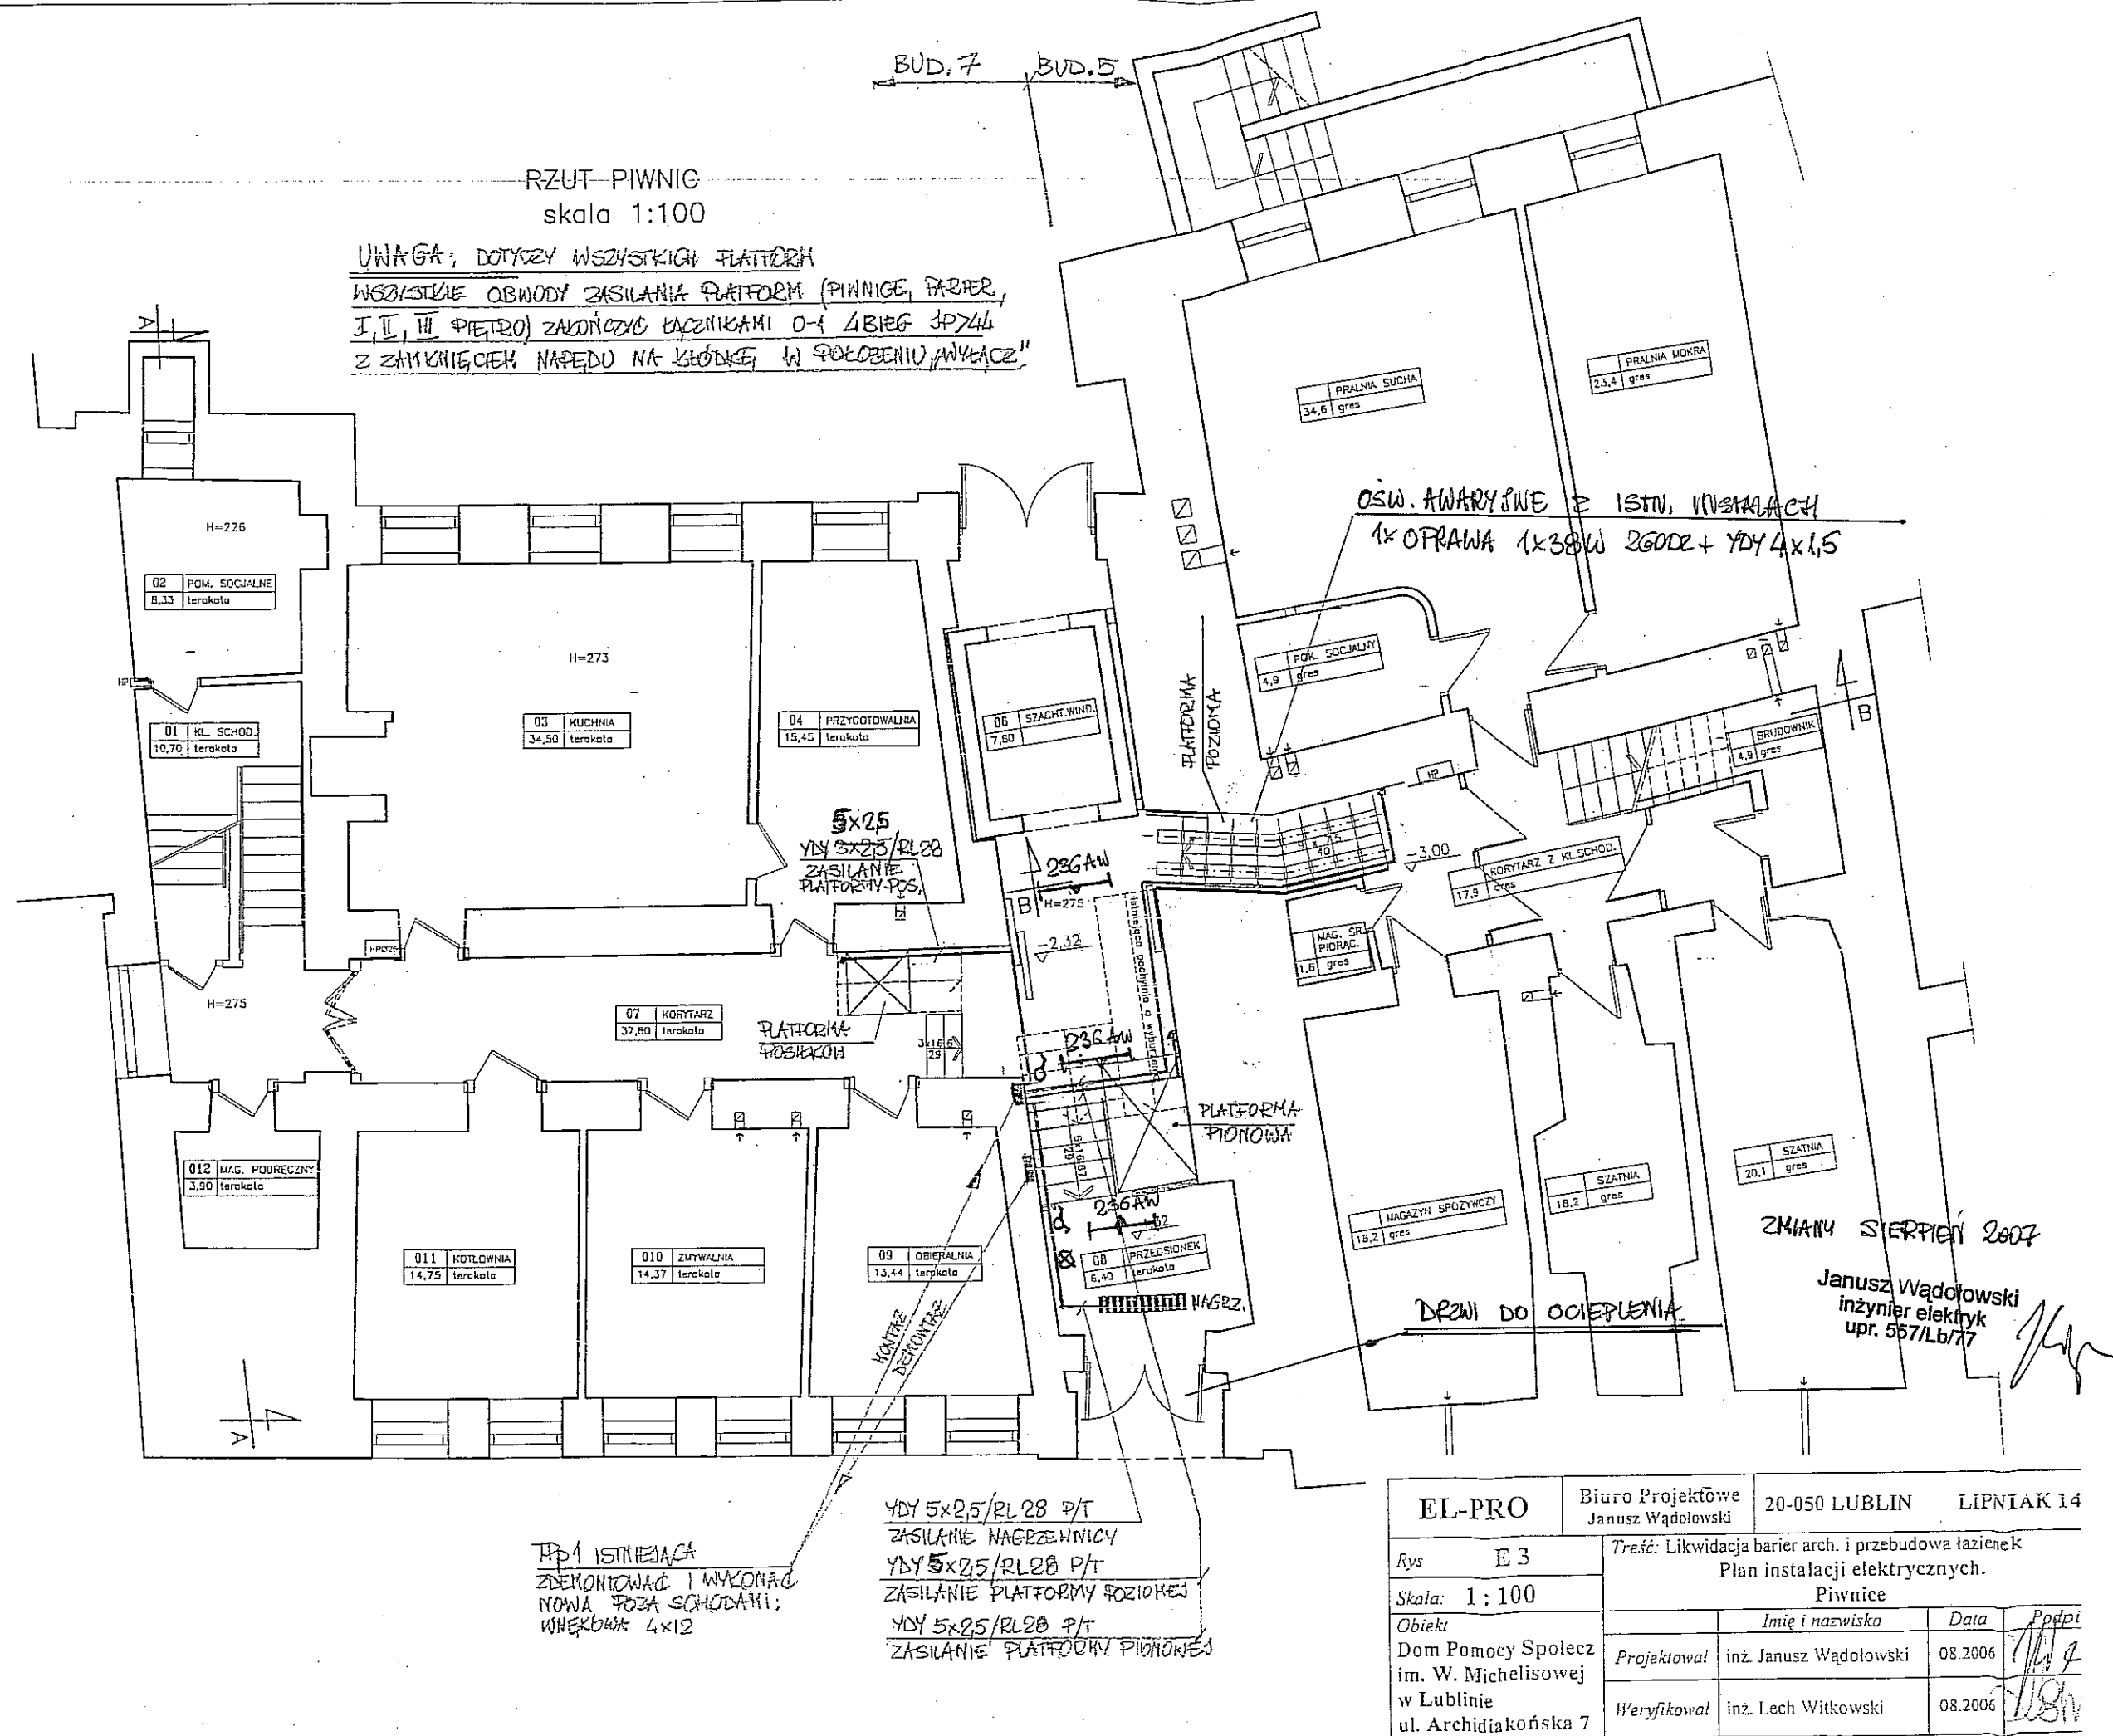 BUD. 7
BUD. 5
RZUT PIWNIC
skala 1:100
UWAGA: DOTYCZY WSZYSTKICH PLATFORM
WSZYSTKIE OBWODY ZASILANIA PLATFORM (PIWNICE, PARTER,
I, II, III PIĘTRO) ZAKOŃCZYĆ ŁĄCZNIKAMI 0-1 4BIEG IP>44
Z ZAMKNIĘCIEM NAPĘDU NA KŁÓDKĘ W POŁOŻENIU „WYŁĄCZ"
A
PRALNIA SUCHA
34,6 gres
PRALNIA MOKRA
23,4 gres
OŚW. AWARYJNE Z ISTN. INSTALACJI
1x OPRAWA 1x38W 2GODZ + YDY 4x1,5
H=226
02 POM. SOCJALNE
8,33 terakota
H=273
HP
01 KL. SCHOD.
10,70 terakota
03 KUCHNIA
34,50 terakota
04 PRZYGOTOWALNIA
15,45 terakota
06 SZACHT.WIND.
7,60
PLATFORMA
POZIOMA
POK. SOCJALNY
4,9 gres
BRUDOWNIK
4,9 gres
B
HP
5x2,5
YDY 3x2,5/RL28
ZASILANIE
PLATFORMY POS.
236AW
H=275
B
-2,32
-3,00
KORYTARZ Z KL.SCHOD.
17,9 gres
MAG. ŚR.
PIORĄC.
1,6 gres
istniejąca pochylnia do wyburzenia
H=275
07 KORYTARZ
37,80 terakota
PLATFORMA
POSIŁKÓW
29
236AW
PLATFORMA
PIONOWA
6x16,67
29
012 MAG. PODRĘCZNY
3,90 terakota
011 KOTŁOWNIA
14,75 terakota
010 ZMYWALNIA
14,37 terakota
09 OBIERALNIA
13,44 terakota
236AW
08 PRZEDSIONEK
6,40 terakota
NAGRZ.
MAGAZYN SPOŻYWCZY
18,2 gres
SZATNIA
18,2 gres
SZATNIA
20,1 gres
ZMIANY SIERPIEŃ 2007
Janusz Wądołowski
inżynier elektryk
upr. 557/Lb/77
DRZWI DO OCIEPLENIA
MONTAŻ
DEMONTAŻ
A
TPp1 ISTNIEJĄCA
ZDEMONTOWAĆ I WYKONAĆ
NOWĄ POZA SCHODAMI:
WNĘKOWA 4x12
YDY 5x2,5/RL28 P/T
ZASILANIE NAGRZEWNICY
YDY 5x2,5/RL28 P/T
ZASILANIE PLATFORMY POZIOMEJ
YDY 5x2,5/RL28 P/T
ZASILANIE PLATFORMY PIONOWEJ
EL-PRO
Biuro Projektowe
Janusz Wądołowski
20-050 LUBLIN LIPNIAK 14
Rys E 3
Treść: Likwidacja barier arch. i przebudowa łazienek
Plan instalacji elektrycznych.
Piwnice
Skala: 1 : 100
Obiekt
Dom Pomocy Społecz
im. W. Michelisowej
w Lublinie
ul. Archidiakońska 7
Imię i nazwisko Data Podpi
Projektował inż. Janusz Wądołowski 08.2006
Weryfikował inż. Lech Witkowski 08.2006